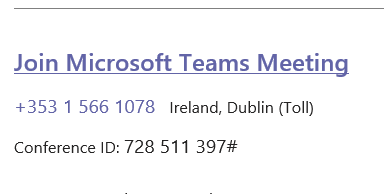 Join Microsoft Teams Meeting
+353 1 566 1078 Ireland, Dublin (Toll)
Conference ID: 728 511 397#